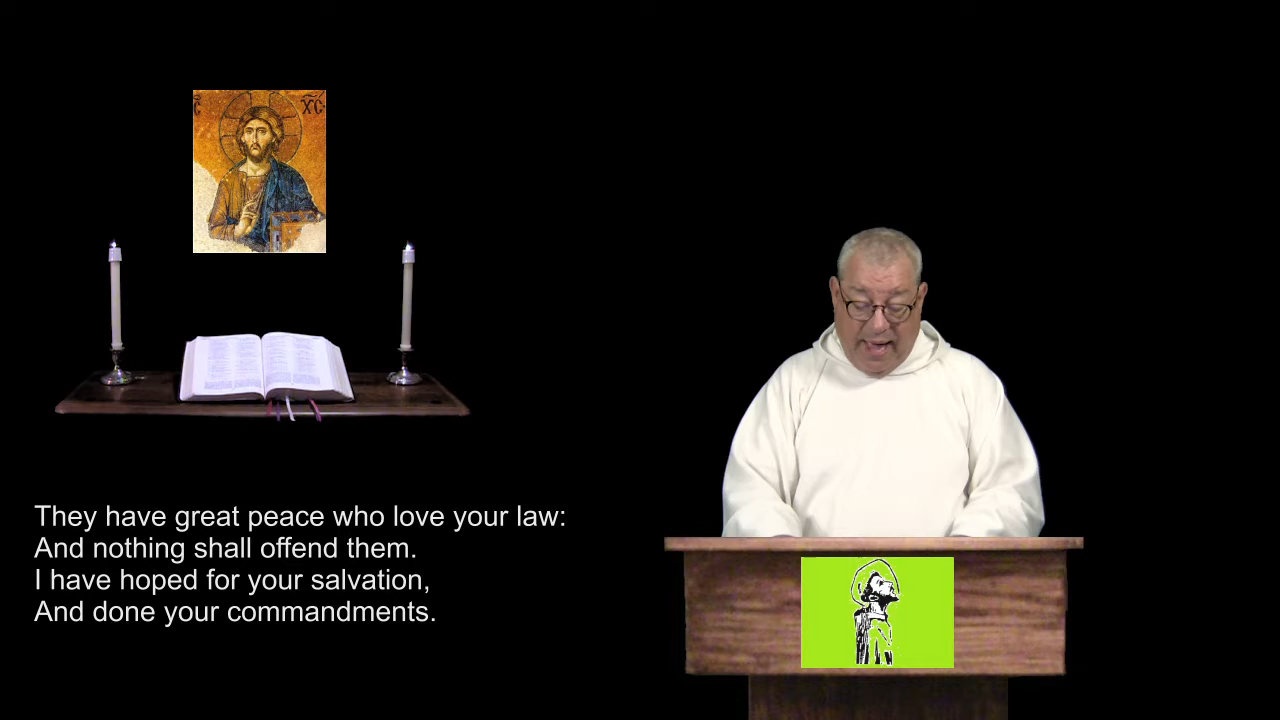 XC
They have great peace who love your law:
And nothing shall offend them.
I have hoped for your salvation,
And done your commandments.